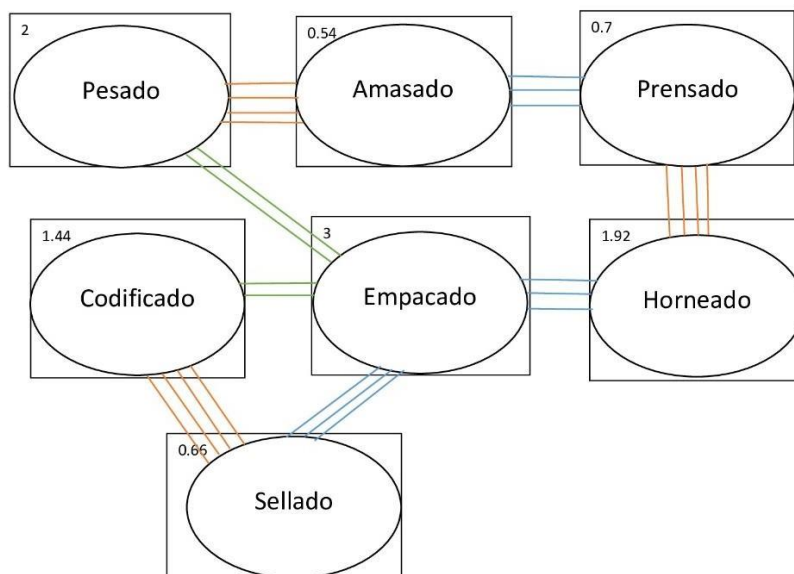 2
Pesado
0.54
Amasado
0.7
Prensado
1.44
Codificado
3
Empacado
1.92
Horneado
0.66
Sellado